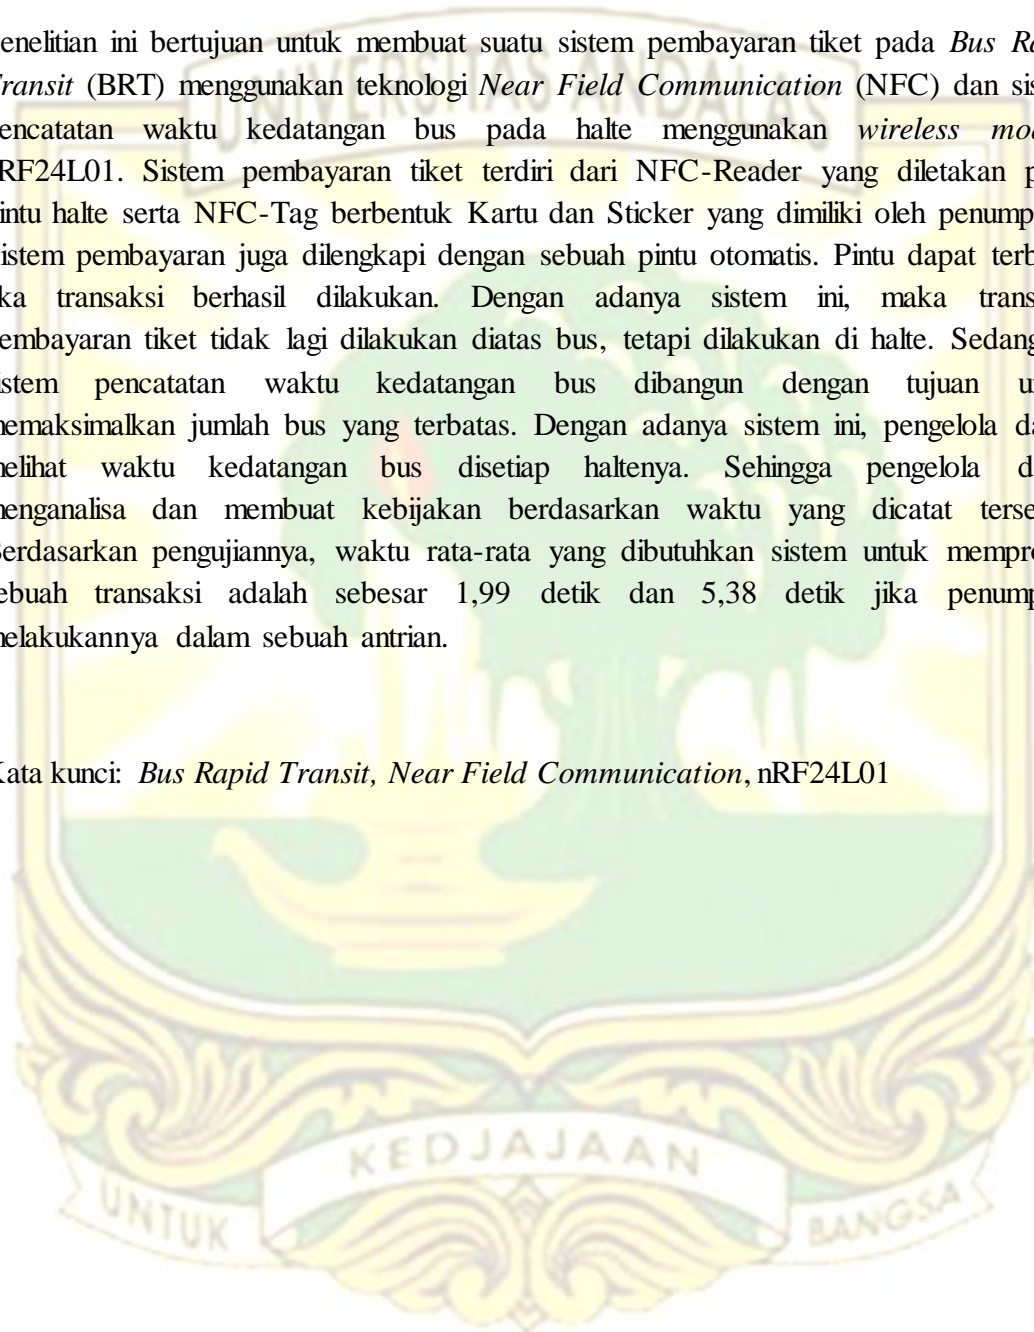 enelitian ini bertujuan untuk membuat suatu sistem pembayaran tiket pada Bus Ra
ransit (BRT) menggunakan teknologi Near Field Communication (NFC) dan sis
encatatan waktu kedatangan bus pada halte menggunakan wireless mo
RF24L01. Sistem pembayaran tiket terdiri dari NFC-Reader yang diletakan p
intu halte serta NFC-Tag berbentuk Kartu dan Sticker yang dimiliki oleh penump
istem pembayaran juga dilengkapi dengan sebuah pintu otomatis. Pintu dapat terb
ka transaksi berhasil dilakukan. Dengan adanya sistem ini, maka trans
embayaran tiket tidak lagi dilakukan diatas bus, tetapi dilakukan di halte. Sedang
istem pencatatan waktu kedatangan bus dibangun dengan tujuan u
emaksimalkan jumlah bus yang terbatas. Dengan adanya sistem ini, pengelola da
elihat waktu kedatangan bus disetiap haltenya. Sehingga pengelola d
enganalisa dan membuat kebijakan berdasarkan waktu yang dicatat terse
erdasarkan pengujiannya, waktu rata-rata yang dibutuhkan sistem untuk mempro
ebuah transaksi adalah sebesar 1,99 detik dan 5,38 detik jika penump
elakukannya dalam sebuah antrian.
Kata kunci: Bus Rapid Transit, Near Field Communication, nRF24L01
UNIVERSITAS ANDALAS
UNTUK KEDJAJAAN BANGSA